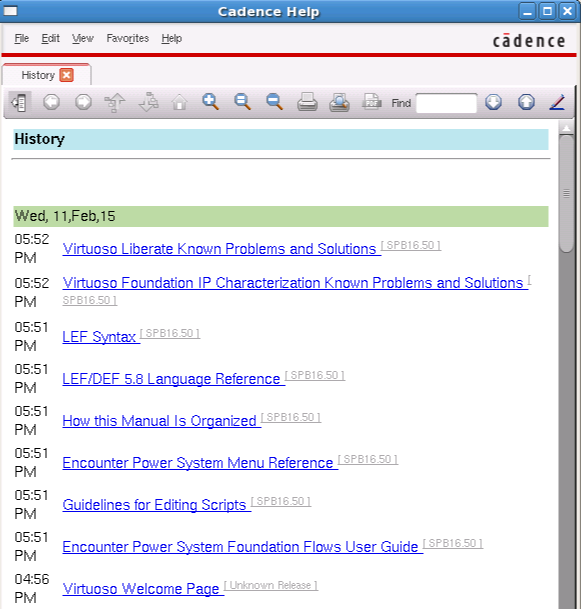 Cadence Help
File Edit View Favorites Help
cādence
History
Find
History
Wed, 11,Feb,15
05:52 PM Virtuoso Liberate Known Problems and Solutions [ SPB16.50 ]
05:52 PM Virtuoso Foundation IP Characterization Known Problems and Solutions [
SPB16.50 ]
05:51 PM LEF Syntax [ SPB16.50 ]
05:51 PM LEF/DEF 5.8 Language Reference [ SPB16.50 ]
05:51 PM How this Manual Is Organized [ SPB16.50 ]
05:51 PM Encounter Power System Menu Reference [ SPB16.50 ]
05:51 PM Guidelines for Editing Scripts [ SPB16.50 ]
05:51 PM Encounter Power System Foundation Flows User Guide [ SPB16.50 ]
04:56 PM Virtuoso Welcome Page [ Unknown Release ]